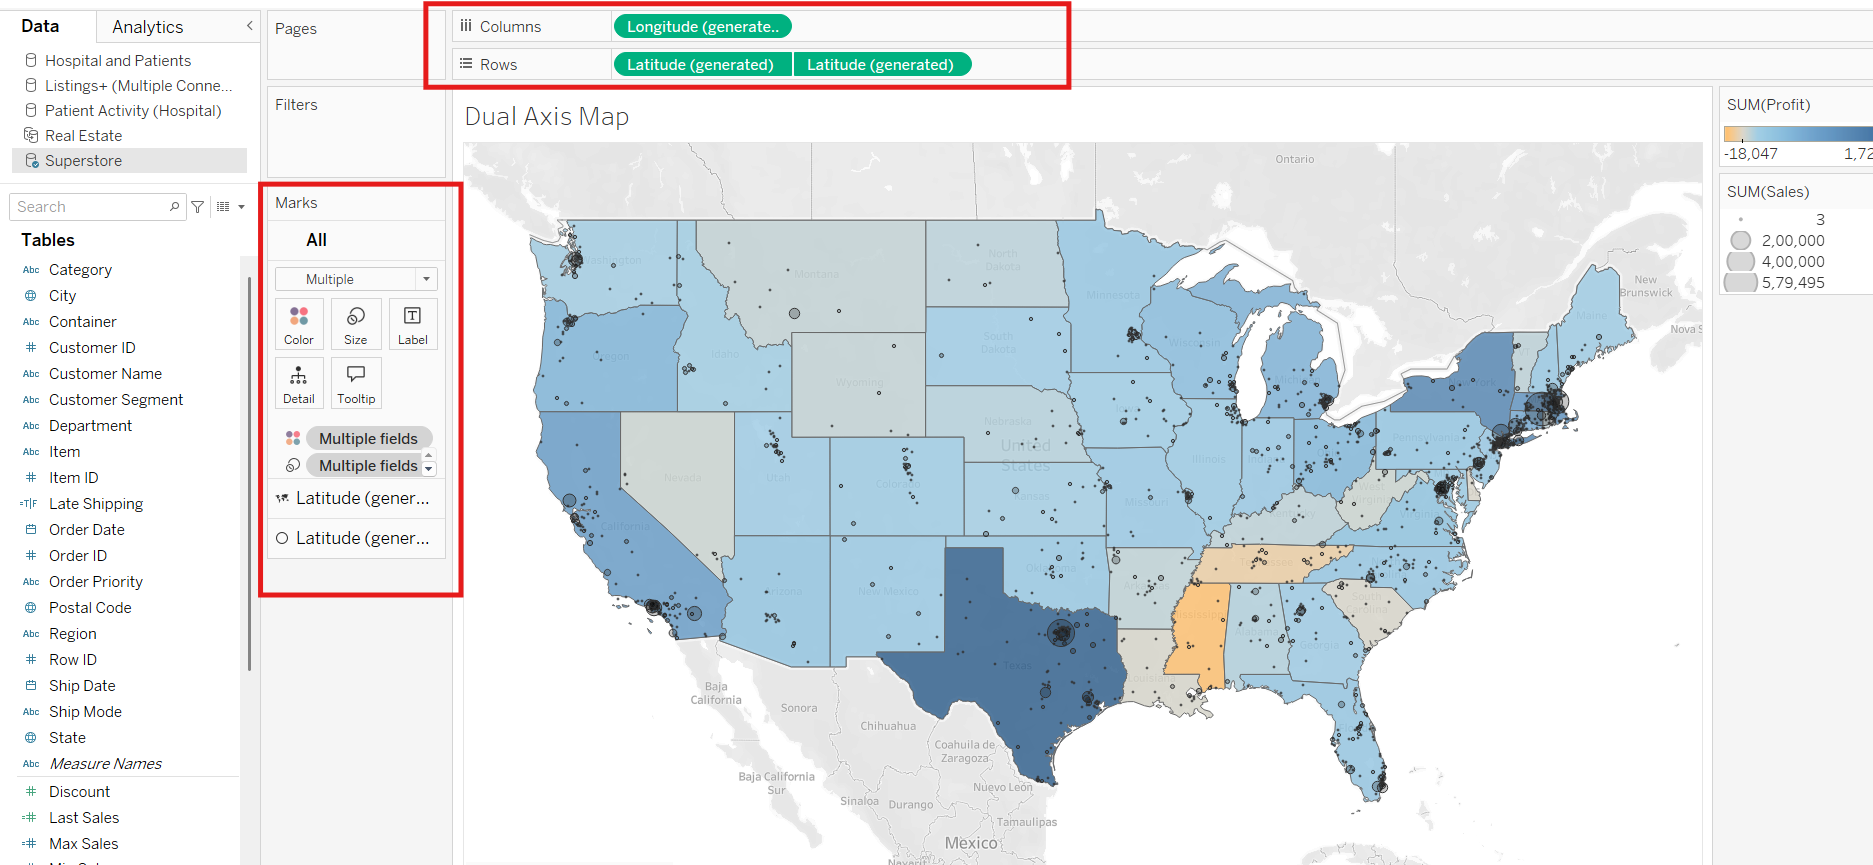 Data
Analytics
Hospital and Patients
Listings+ (Multiple Conne...
Patient Activity (Hospital)
Real Estate
Superstore
Search
Tables
Abc Category
City
Abc Container
# Customer ID
Abc Customer Name
Abc Customer Segment
Abc Department
Abc Item
# Item ID
=T|F Late Shipping
Order Date
# Order ID
Abc Order Priority
Postal Code
Abc Region
# Row ID
Ship Date
Abc Ship Mode
State
Abc Measure Names
# Discount
=# Last Sales
=# Max Sales
Pages
Filters
Marks
All
Multiple
Color
Size
Label
Detail
Tooltip
Multiple fields
Multiple fields
Latitude (gener...
Latitude (gener...
Columns
Longitude (generate..
Rows
Latitude (generated)
Latitude (generated)
Dual Axis Map
Ontario
Washington
Montana
North
Dakota
Minnesota
New
Brunswick
Maine
Nova S
Oregon
Idaho
South
Dakota
Wisconsin
Michigan
New York
Wyoming
Nebraska
United
States
Pennsylvania
Nevada
Utah
Colorado
Kansas
Missouri
Illinois
West
Virginia
Virginia
California
Arizona
New Mexico
Oklahoma
Arkansas
Tennessee
South
Carolina
Mississippi
Alabama
Georgia
Texas
Louisiana
Baja
California
Sonora
Chihuahua
Coahuila de
Zaragoza
Baja California
Sur
Nuevo León
Sinaloa
Durango
Tamaulipas
Mexico
SUM(Profit)
-18,047
1,72
SUM(Sales)
3
2,00,000
4,00,000
5,79,495